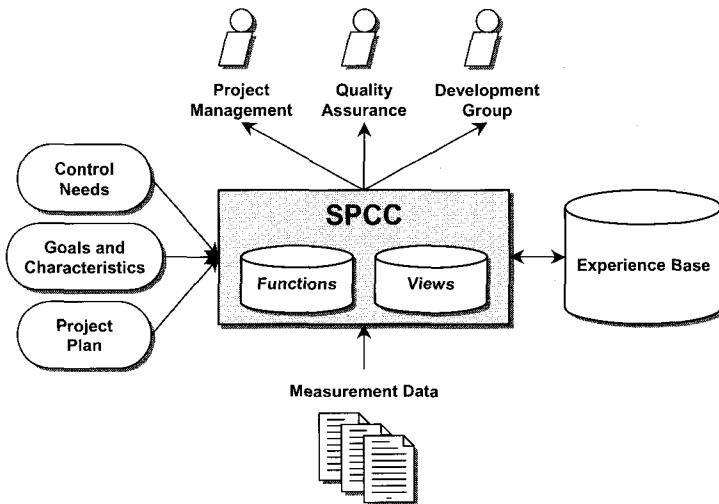 Project
Management
Quality
Assurance
Development
Group
Control
Needs
Goals and
Characteristics
Project
Plan
SPCC
Functions
Views
Experience Base
Measurement Data